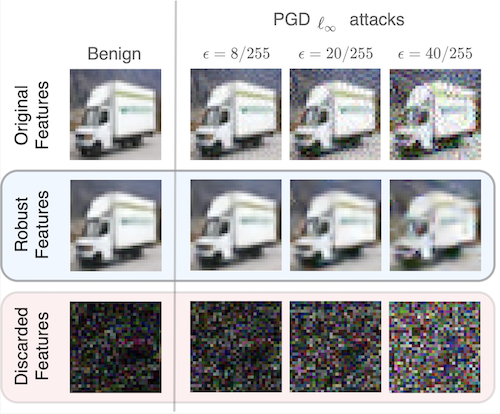 PGD ℓ∞ attacks
Benign
ϵ = 8/255
ϵ = 20/255
ϵ = 40/255
Original
Features
Robust
Features
Discarded
Features